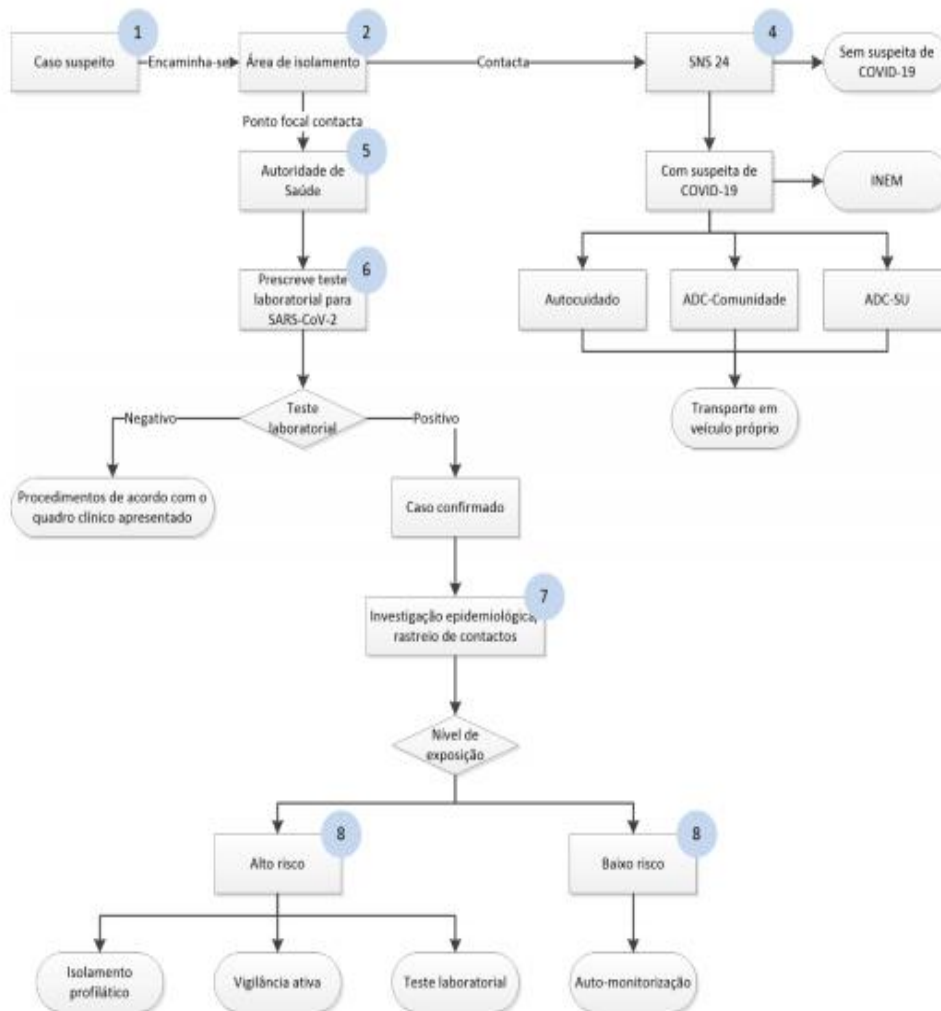 1
2
4
Caso suspeito
Encaminha-se
Área de isolamento
Contacta
SNS 24
Sem suspeita de
COVID-19
Ponto focal contacta
5
Autoridade de
Saúde
Com suspeita de
COVID-19
INEM
6
Prescreve teste
laboratorial para
SARS-CoV-2
Autocuidado
ADC-Comunidade
ADC-SU
Teste
laboratorial
Negativo
Positivo
Transporte em
veículo próprio
Procedimentos de acordo com o
quadro clínico apresentado
Caso confirmado
7
Investigação epidemiológica,
rastreio de contactos
Nível de
exposição
8
8
Alto risco
Baixo risco
Isolamento
profilático
Vigilância ativa
Teste laboratorial
Auto-monitorização